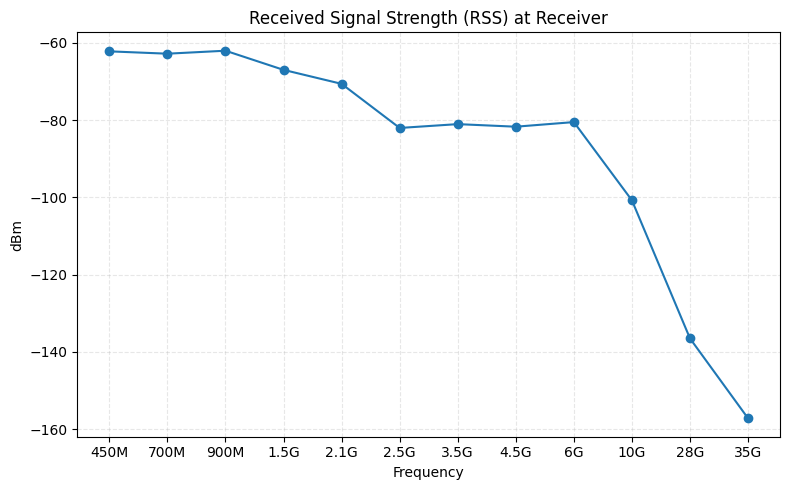 Received Signal Strength (RSS) at Receiver
−60
−80
−100
−120
−140
−160
dBm
450M 700M 900M 1.5G 2.1G 2.5G 3.5G 4.5G 6G 10G 28G 35G
Frequency